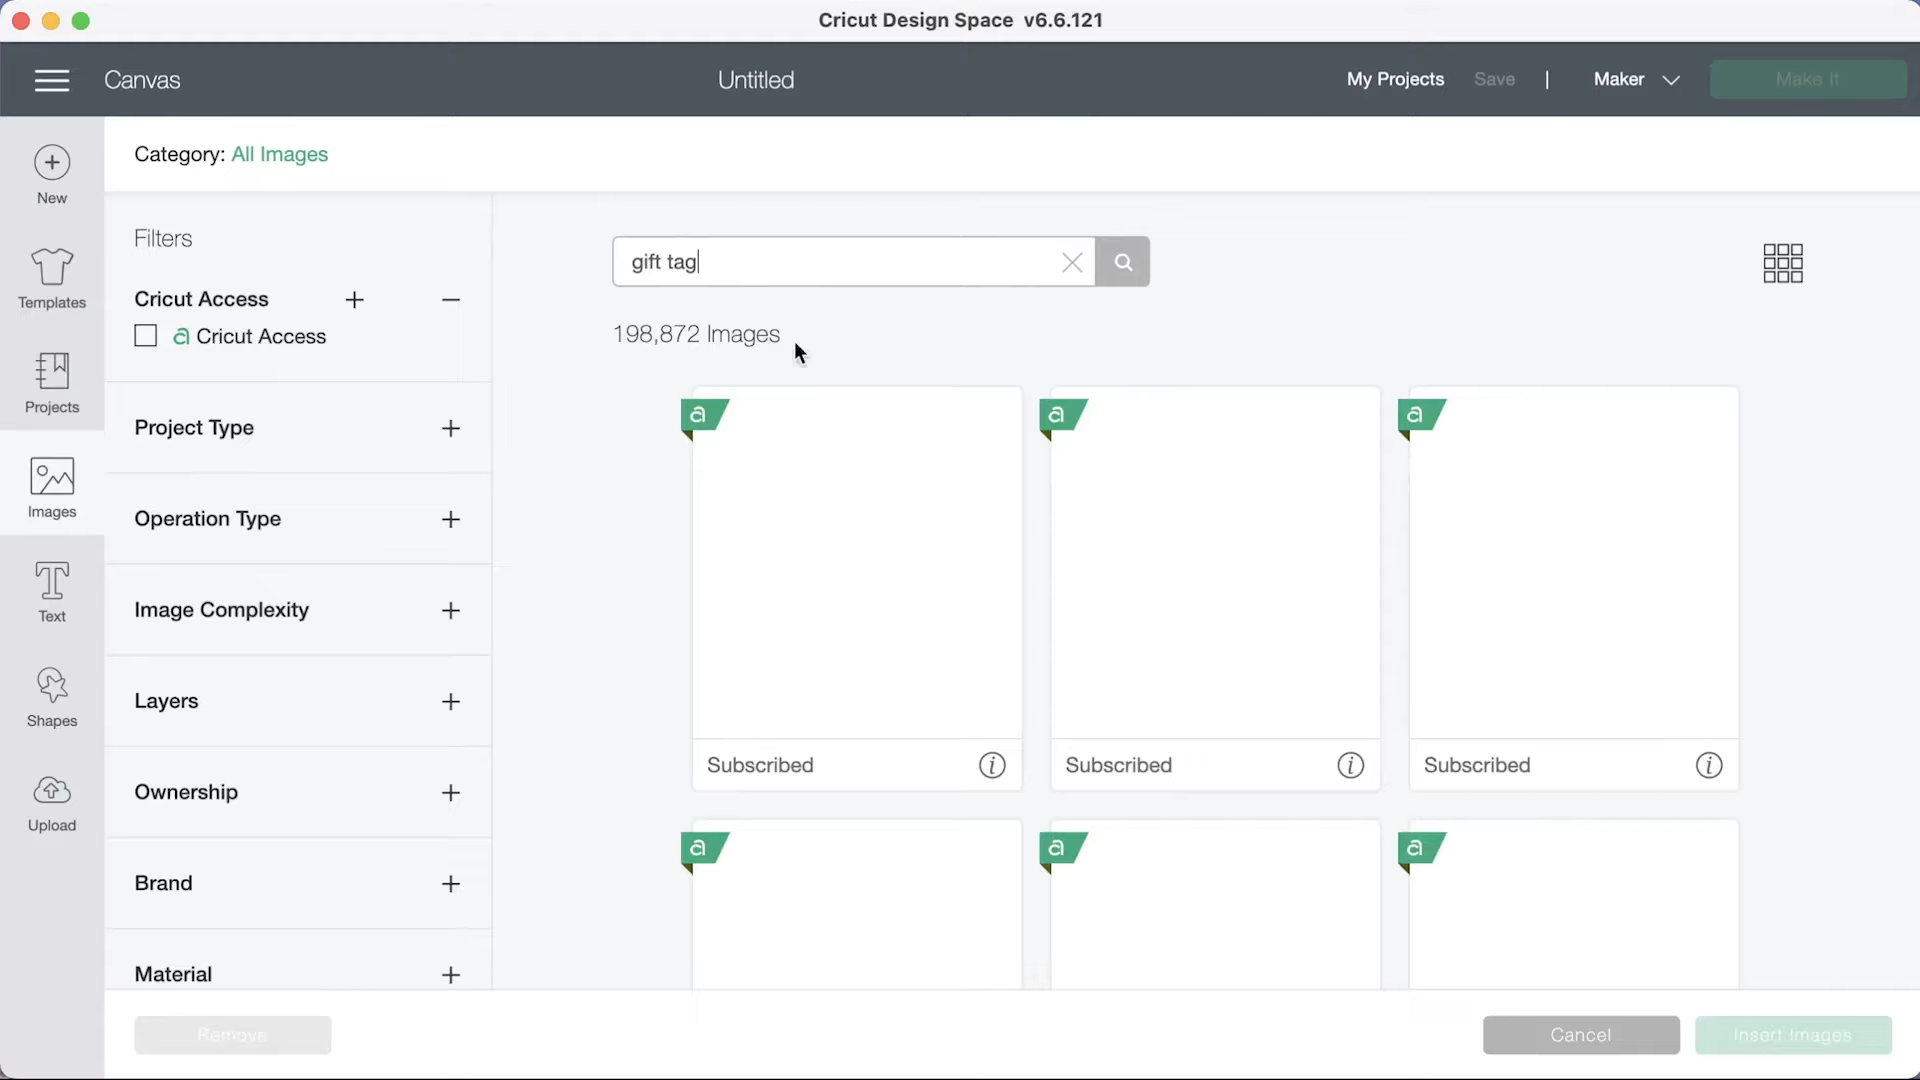 Cricut Design Space v6.6.121
Canvas
Untitled
My Projects
Save
|
Maker
Make It
New
Templates
Projects
Images
Text
Shapes
Upload
Category: All Images
Filters
Cricut Access
a Cricut Access
Project Type
Operation Type
Image Complexity
Layers
Ownership
Brand
Material
gift tag
198,872 Images
a
a
a
Subscribed
Subscribed
Subscribed
a
a
a
Remove
Cancel
Insert Images